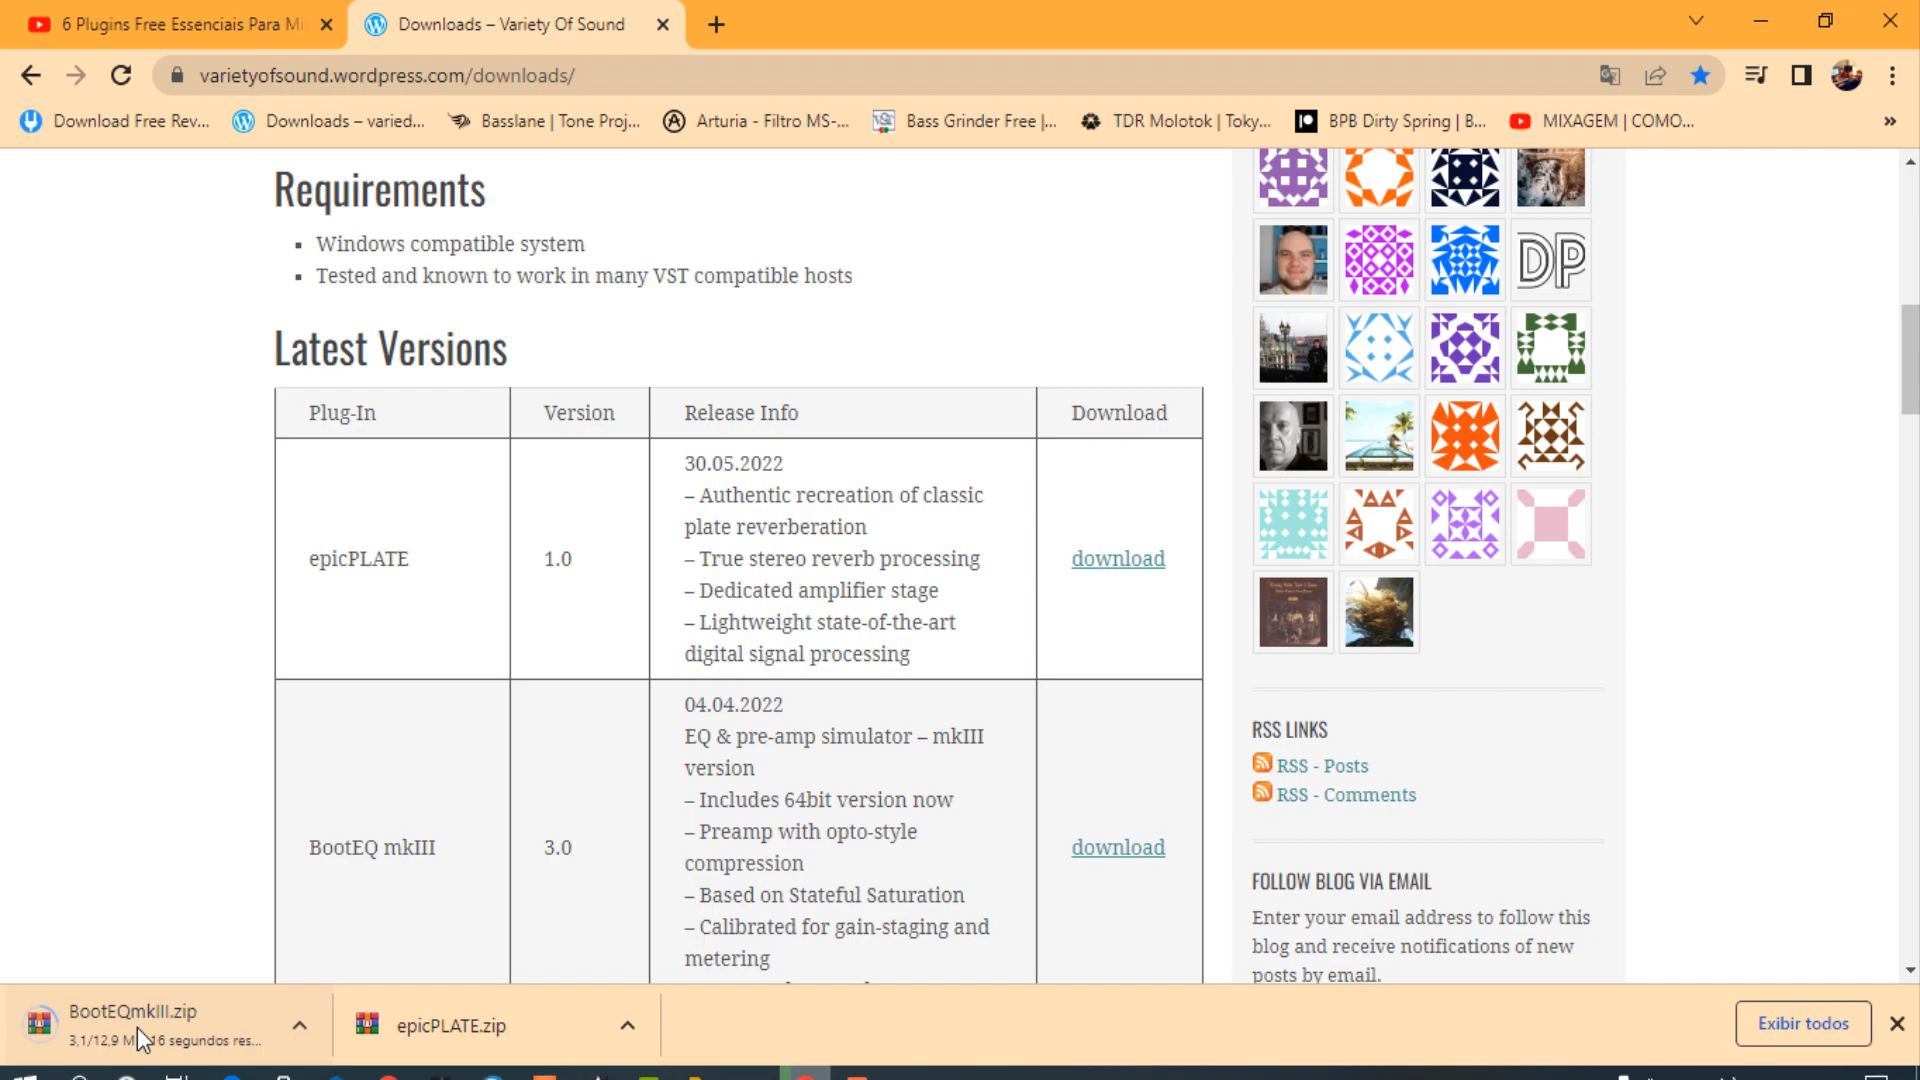 6 Plugins Free Essenciais Para Mi
Downloads – Variety Of Sound
varietyofsound.wordpress.com/downloads/
Download Free Rev...
Downloads – varied...
Basslane | Tone Proj...
Arturia - Filtro MS-...
Bass Grinder Free |...
TDR Molotok | Toky...
BPB Dirty Spring | B...
MIXAGEM | COMO...
»
Requirements
Windows compatible system
Tested and known to work in many VST compatible hosts
Latest Versions
Plug-In Version Release Info Download
30.05.2022
– Authentic recreation of classic
plate reverberation
epicPLATE 1.0 – True stereo reverb processing download
– Dedicated amplifier stage
– Lightweight state-of-the-art
digital signal processing
04.04.2022
EQ & pre-amp simulator – mkIII
version
– Includes 64bit version now
– Preamp with opto-style
BootEQ mkIII 3.0 compression download
– Based on Stateful Saturation
– Calibrated for gain-staging and
metering
DP
RSS LINKS
RSS - Posts
RSS - Comments
FOLLOW BLOG VIA EMAIL
Enter your email address to follow this
blog and receive notifications of new
posts by email.
BootEQmkIII.zip
3,1/12,9 M 16 segundos res...
epicPLATE.zip
Exibir todos